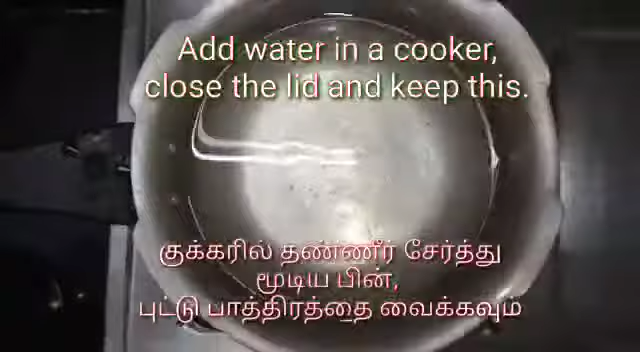 Add water in a cooker,
close the lid and keep this.
குக்கரில் தண்ணீர் சேர்த்து
மூடிய பின்,
புட்டு பாத்திரத்தை வைக்கவும்